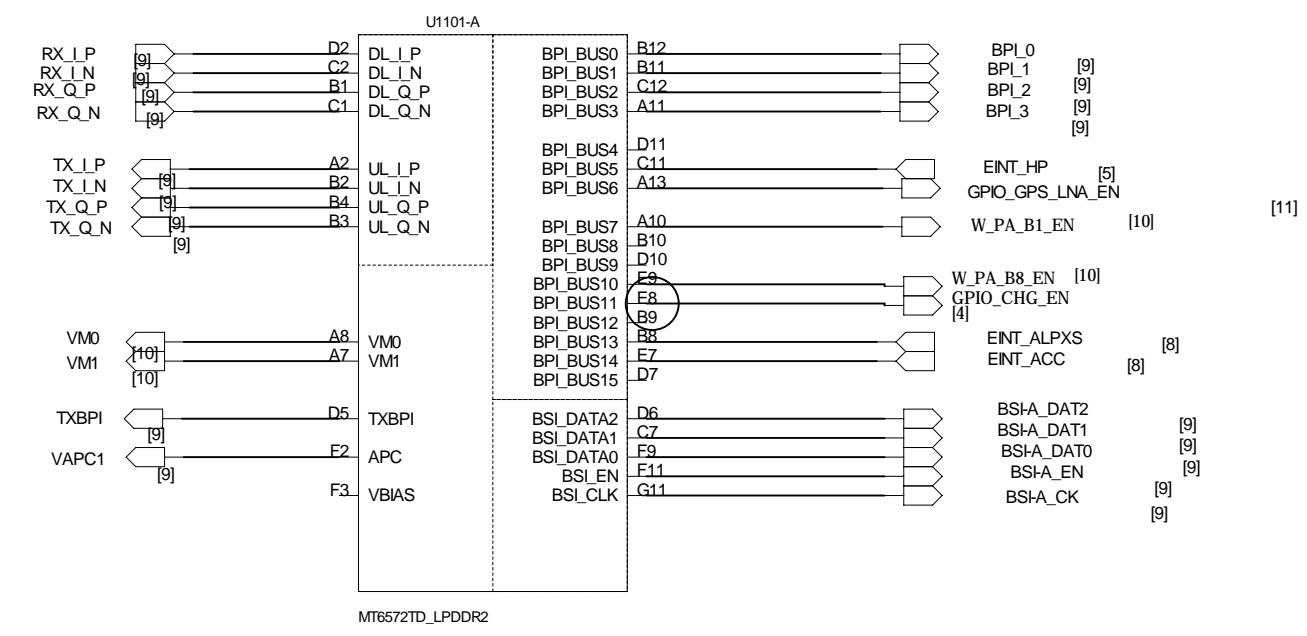 U1101-A
RX_I_P [9] D2 DL_I_P BPI_BUS0 B12 BPI_0
RX_I_N [9] C2 DL_I_N BPI_BUS1 B11 BPI_1 [9]
RX_Q_P [9] B1 DL_Q_P BPI_BUS2 C12 BPI_2 [9]
RX_Q_N [9] C1 DL_Q_N BPI_BUS3 A11 BPI_3 [9]
[9]
BPI_BUS4 D11
TX_I_P A2 UL_I_P BPI_BUS5 C11 EINT_HP [5]
TX_I_N [9] B2 UL_I_N BPI_BUS6 A13 GPIO_GPS_LNA_EN
TX_Q_P [9] B4 UL_Q_P [11]
TX_Q_N [9] B3 UL_Q_N BPI_BUS7 A10 W_PA_B1_EN [10]
[9] BPI_BUS8 B10
BPI_BUS9 D10
BPI_BUS10 E9 W_PA_B8_EN [10]
BPI_BUS11 E8 GPIO_CHG_EN
BPI_BUS12 B9 [4]
VM0 A8 VM0 BPI_BUS13 B8 EINT_ALPXS [8]
VM1 [10] A7 VM1 BPI_BUS14 E7 EINT_ACC [8]
[10] BPI_BUS15 D7
TXBPI D5 TXBPI BSI_DATA2 D6 BSI-A_DAT2
[9] BSI_DATA1 C7 BSI-A_DAT1 [9]
VAPC1 F2 APC BSI_DATA0 F9 BSI-A_DAT0 [9]
[9] BSI_EN F11 BSI-A_EN [9]
F3 VBIAS BSI_CLK G11 BSI-A_CK [9]
[9]
MT6572TD_LPDDR2